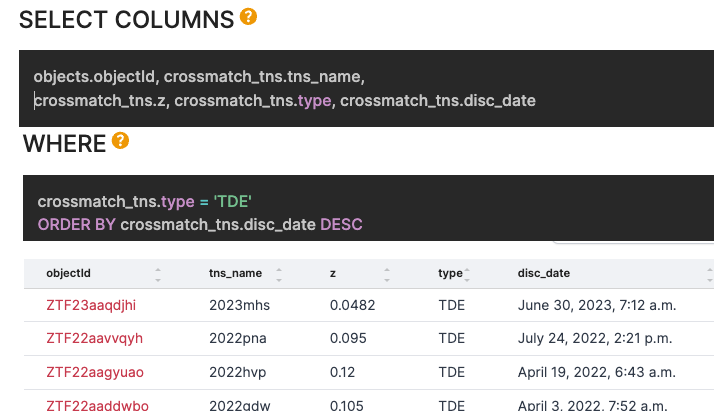 SELECT COLUMNS ?
objects.objectId, crossmatch_tns.tns_name,
crossmatch_tns.z, crossmatch_tns.type, crossmatch_tns.disc_date
WHERE ?
crossmatch_tns.type = 'TDE'
ORDER BY crossmatch_tns.disc_date DESC
objectId tns_name z type disc_date
ZTF23aaqdjhi 2023mhs 0.0482 TDE June 30, 2023, 7:12 a.m.
ZTF22aavvqyh 2022pna 0.095 TDE July 24, 2022, 2:21 p.m.
ZTF22aagyuao 2022hvp 0.12 TDE April 19, 2022, 6:43 a.m.
ZTF22aaddwbo 2022gdw 0.105 TDE April 3, 2022, 7:52 a.m.